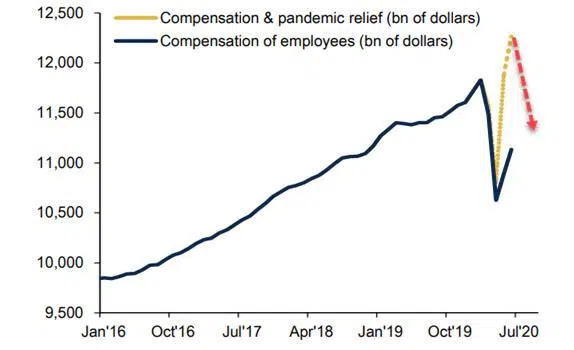 Compensation & pandemic relief (bn of dollars)
Compensation of employees (bn of dollars)
12,500
12,000
11,500
11,000
10,500
10,000
9,500
Jan'16 Oct'16 Jul'17 Apr'18 Jan'19 Oct'19 Jul'20